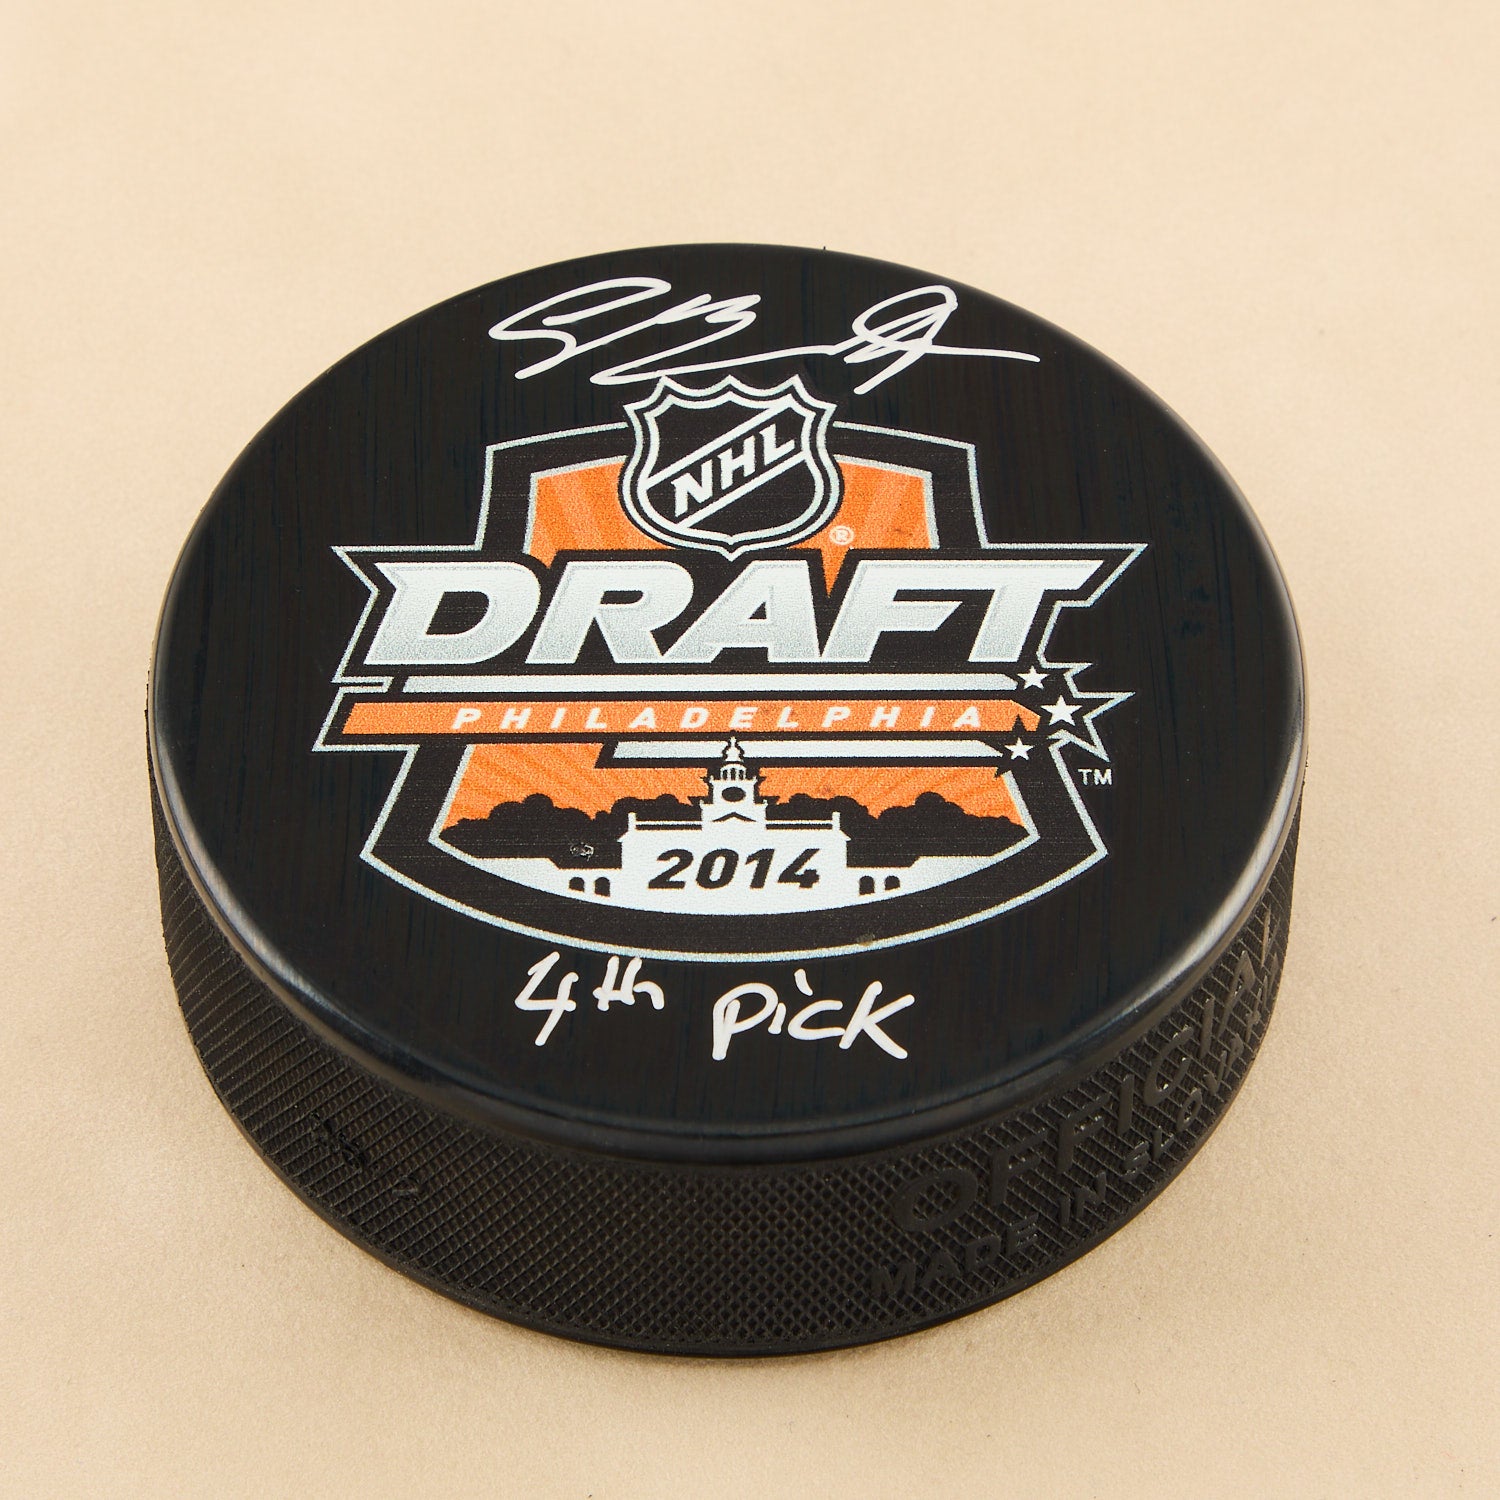 NHL
®
DRAFT
PHILADELPHIA
TM
2014
4th Pick
OFFICIAL
MADE IN SLOVAKIA